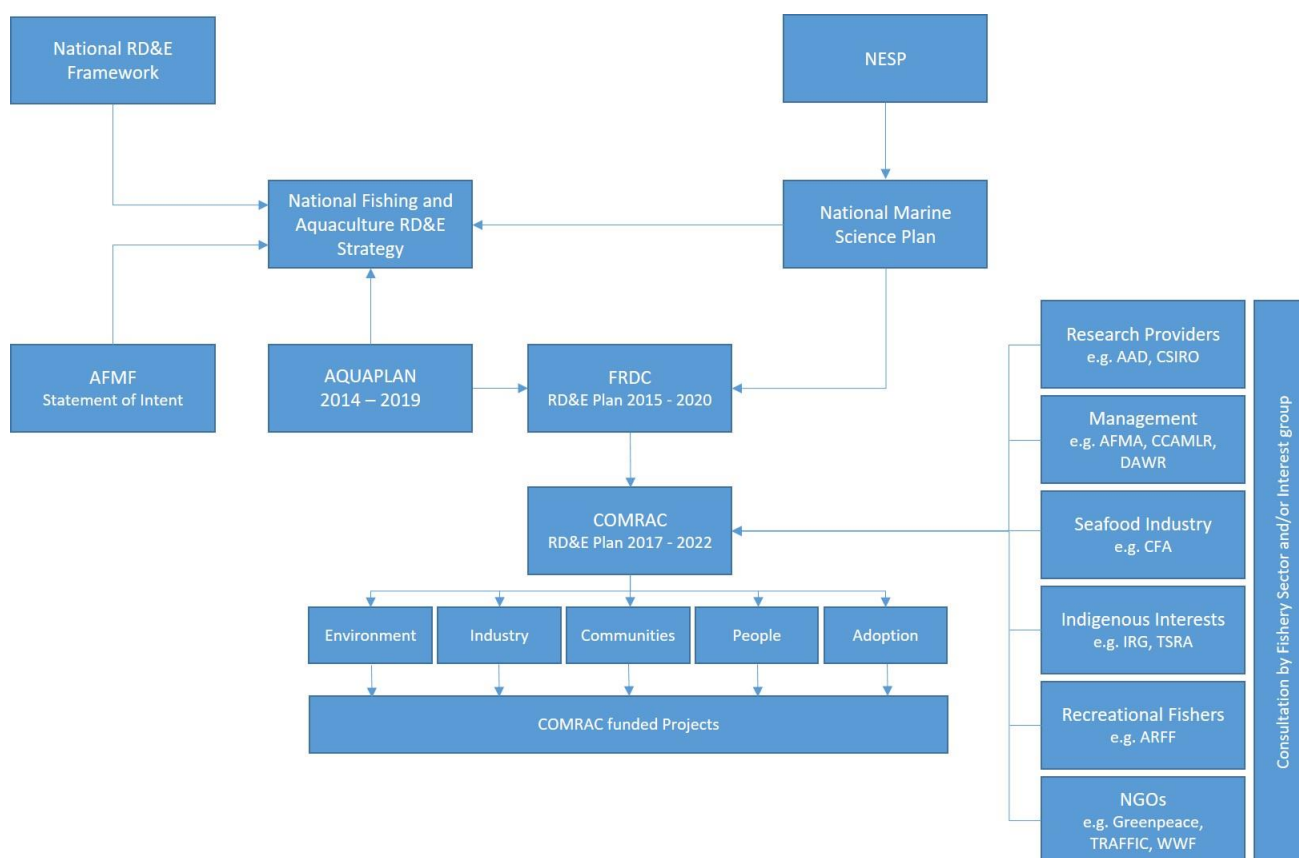 National RD&E
Framework
NESP
National Fishing and
Aquaculture RD&E
Strategy
National Marine
Science Plan
AFMF
Statement of Intent
AQUAPLAN
2014 – 2019
FRDC
RD&E Plan 2015 - 2020
COMRAC
RD&E Plan 2017 - 2022
Environment
Industry
Communities
People
Adoption
COMRAC funded Projects
Research Providers
e.g. AAD, CSIRO
Management
e.g. AFMA, CCAMLR,
DAWR
Seafood Industry
e.g. CFA
Indigenous Interests
e.g. IRG, TSRA
Recreational Fishers
e.g. ARFF
NGOs
e.g. Greenpeace,
TRAFFIC, WWF
Consultation by Fishery Sector and/or Interest group